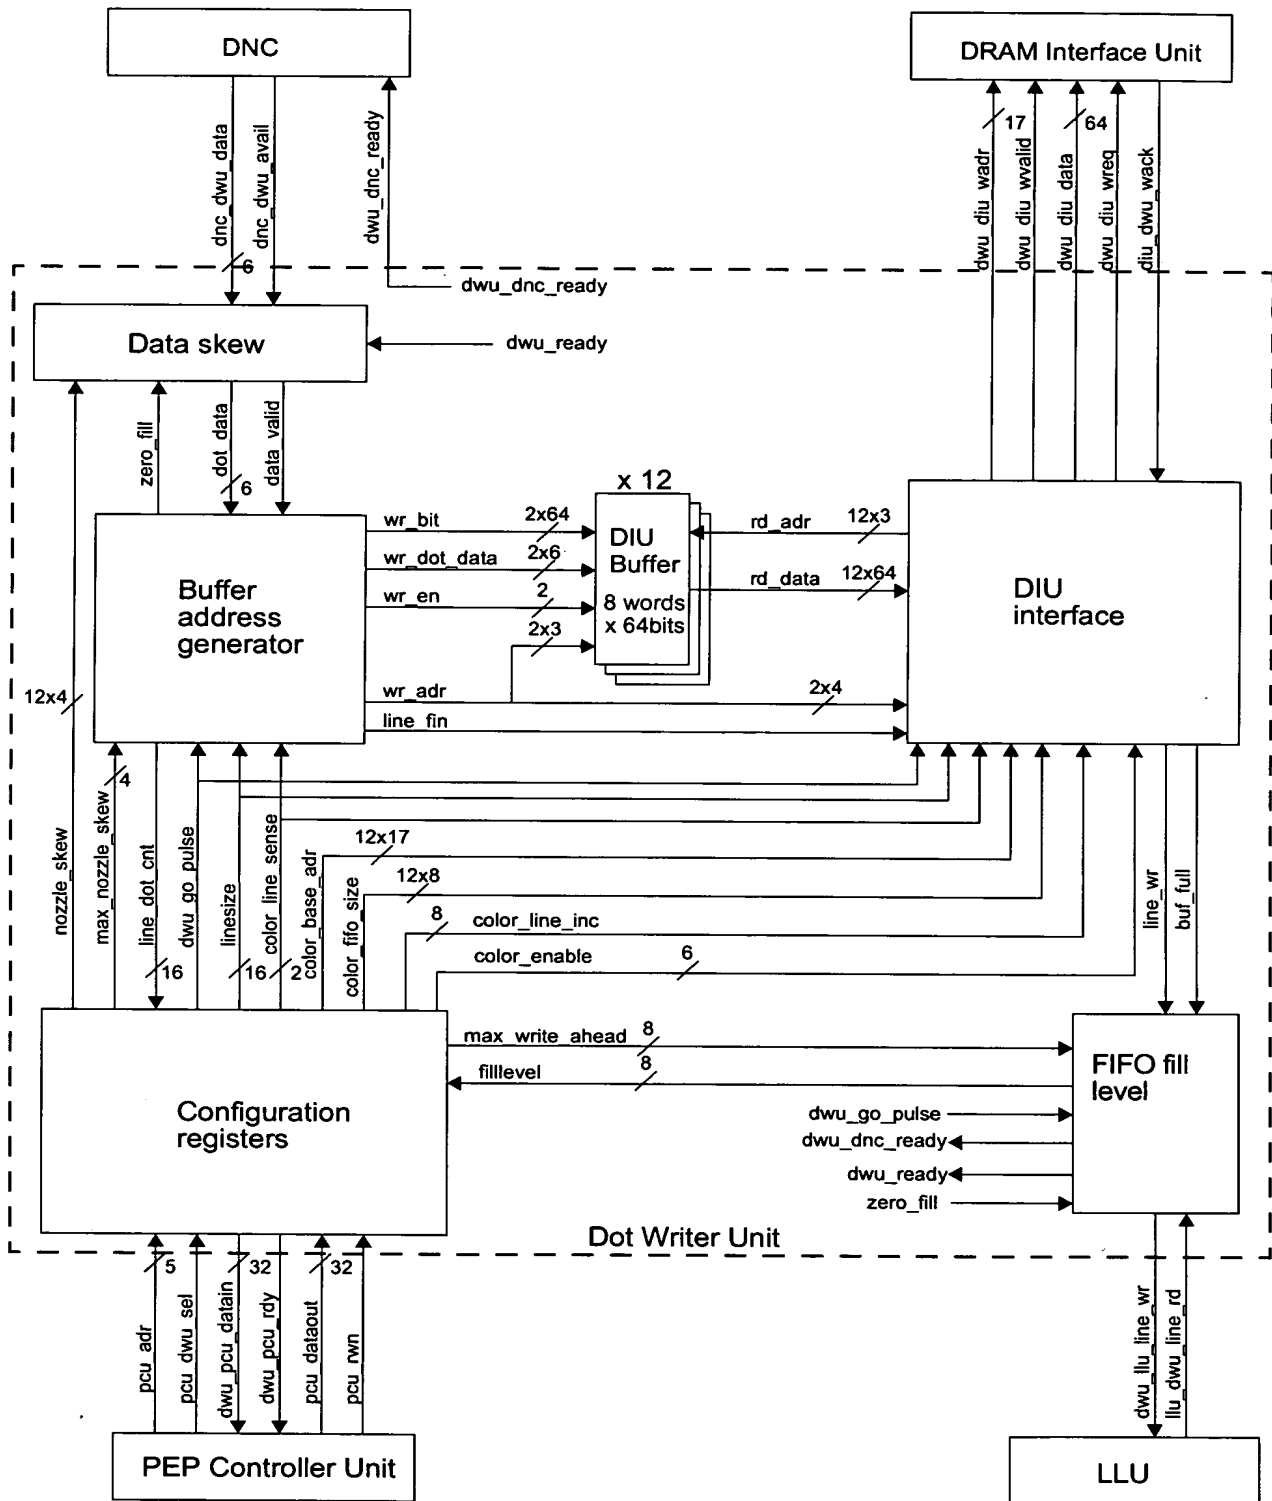 DNC
DRAM Interface Unit
dnc_dwu_data
dnc_dwu_avail
dwu_dnc_ready
6
dwu_diu_wadr
17
dwu_diu_wvalid
dwu_diu_data
64
dwu_diu_wreq
diu_dwu_wack
dwu_dnc_ready
Data skew
dwu_ready
zero_fill
dot_data
6
data_valid
x 12
Buffer
address
generator
wr_bit
2x64
wr_dot_data
2x6
wr_en
2
2x3
wr_adr
2x4
line_fin
DIU
Buffer
8 words
x 64bits
rd_adr
12x3
rd_data
12x64
DIU
interface
12x4
nozzle_skew
4
max_nozzle_skew
line_dot_cnt
16
dwu_go_pulse
linesize
16
color_line_sense
2
color_base_adr
12x17
color_fifo_size
12x8
8
color_line_inc
color_enable
6
line_wr
buf_full
Configuration
registers
max_write_ahead
8
filllevel
8
FIFO fill
level
dwu_go_pulse
dwu_dnc_ready
dwu_ready
zero_fill
Dot Writer Unit
pcu_adr
5
pcu_dwu_sel
dwu_pcu_datain
32
dwu_pcu_rdy
pcu_dataout
32
pcu_rwn
dwu_llu_line_wr
llu_dwu_line_rd
PEP Controller Unit
LLU